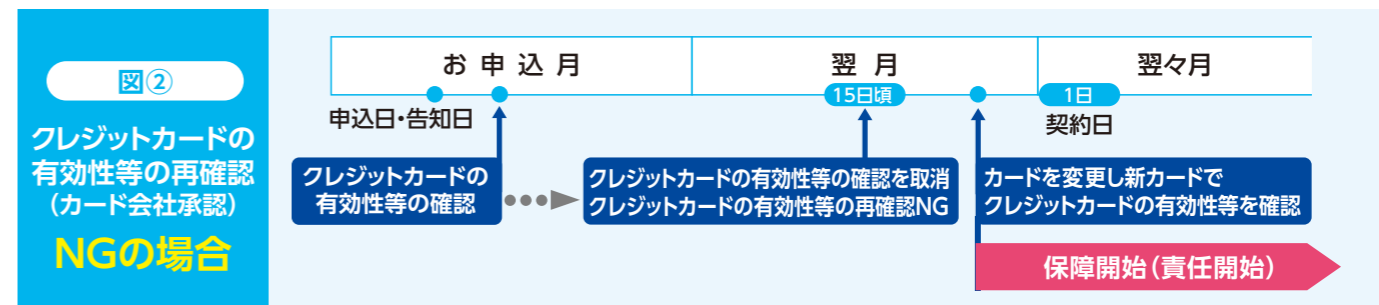 図②
クレジットカードの
有効性等の再確認
（カード会社承認）
NGの場合
お申込月
翌月
翌々月
15日頃
1日
申込日・告知日
契約日
クレジットカードの
有効性等の確認
クレジットカードの有効性等の確認を取消
クレジットカードの有効性等の再確認NG
カードを変更し新カードで
クレジットカードの有効性等を確認
保障開始（責任開始）